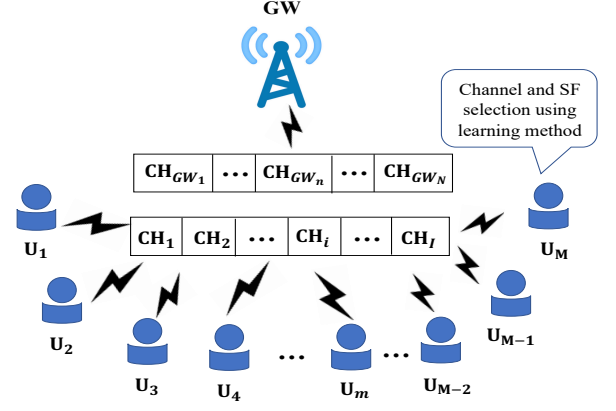 GW
Channel and SF
selection using
learning method
CH_{GW_1} ... CH_{GW_n} ... CH_{GW_N}
CH_1 CH_2 ... CH_i ... CH_I
U_1
U_M
U_2
U_{M−1}
U_3
U_4
...
U_m
...
U_{M−2}